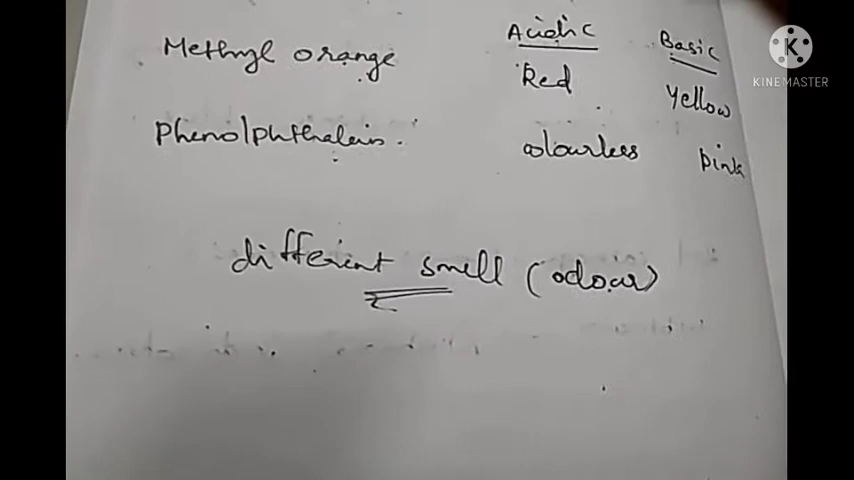 Acidic Basic
Methyl orange Red Yellow
Phenolphthalein. colourless pink
different smell (odour)
K
KINEMASTER